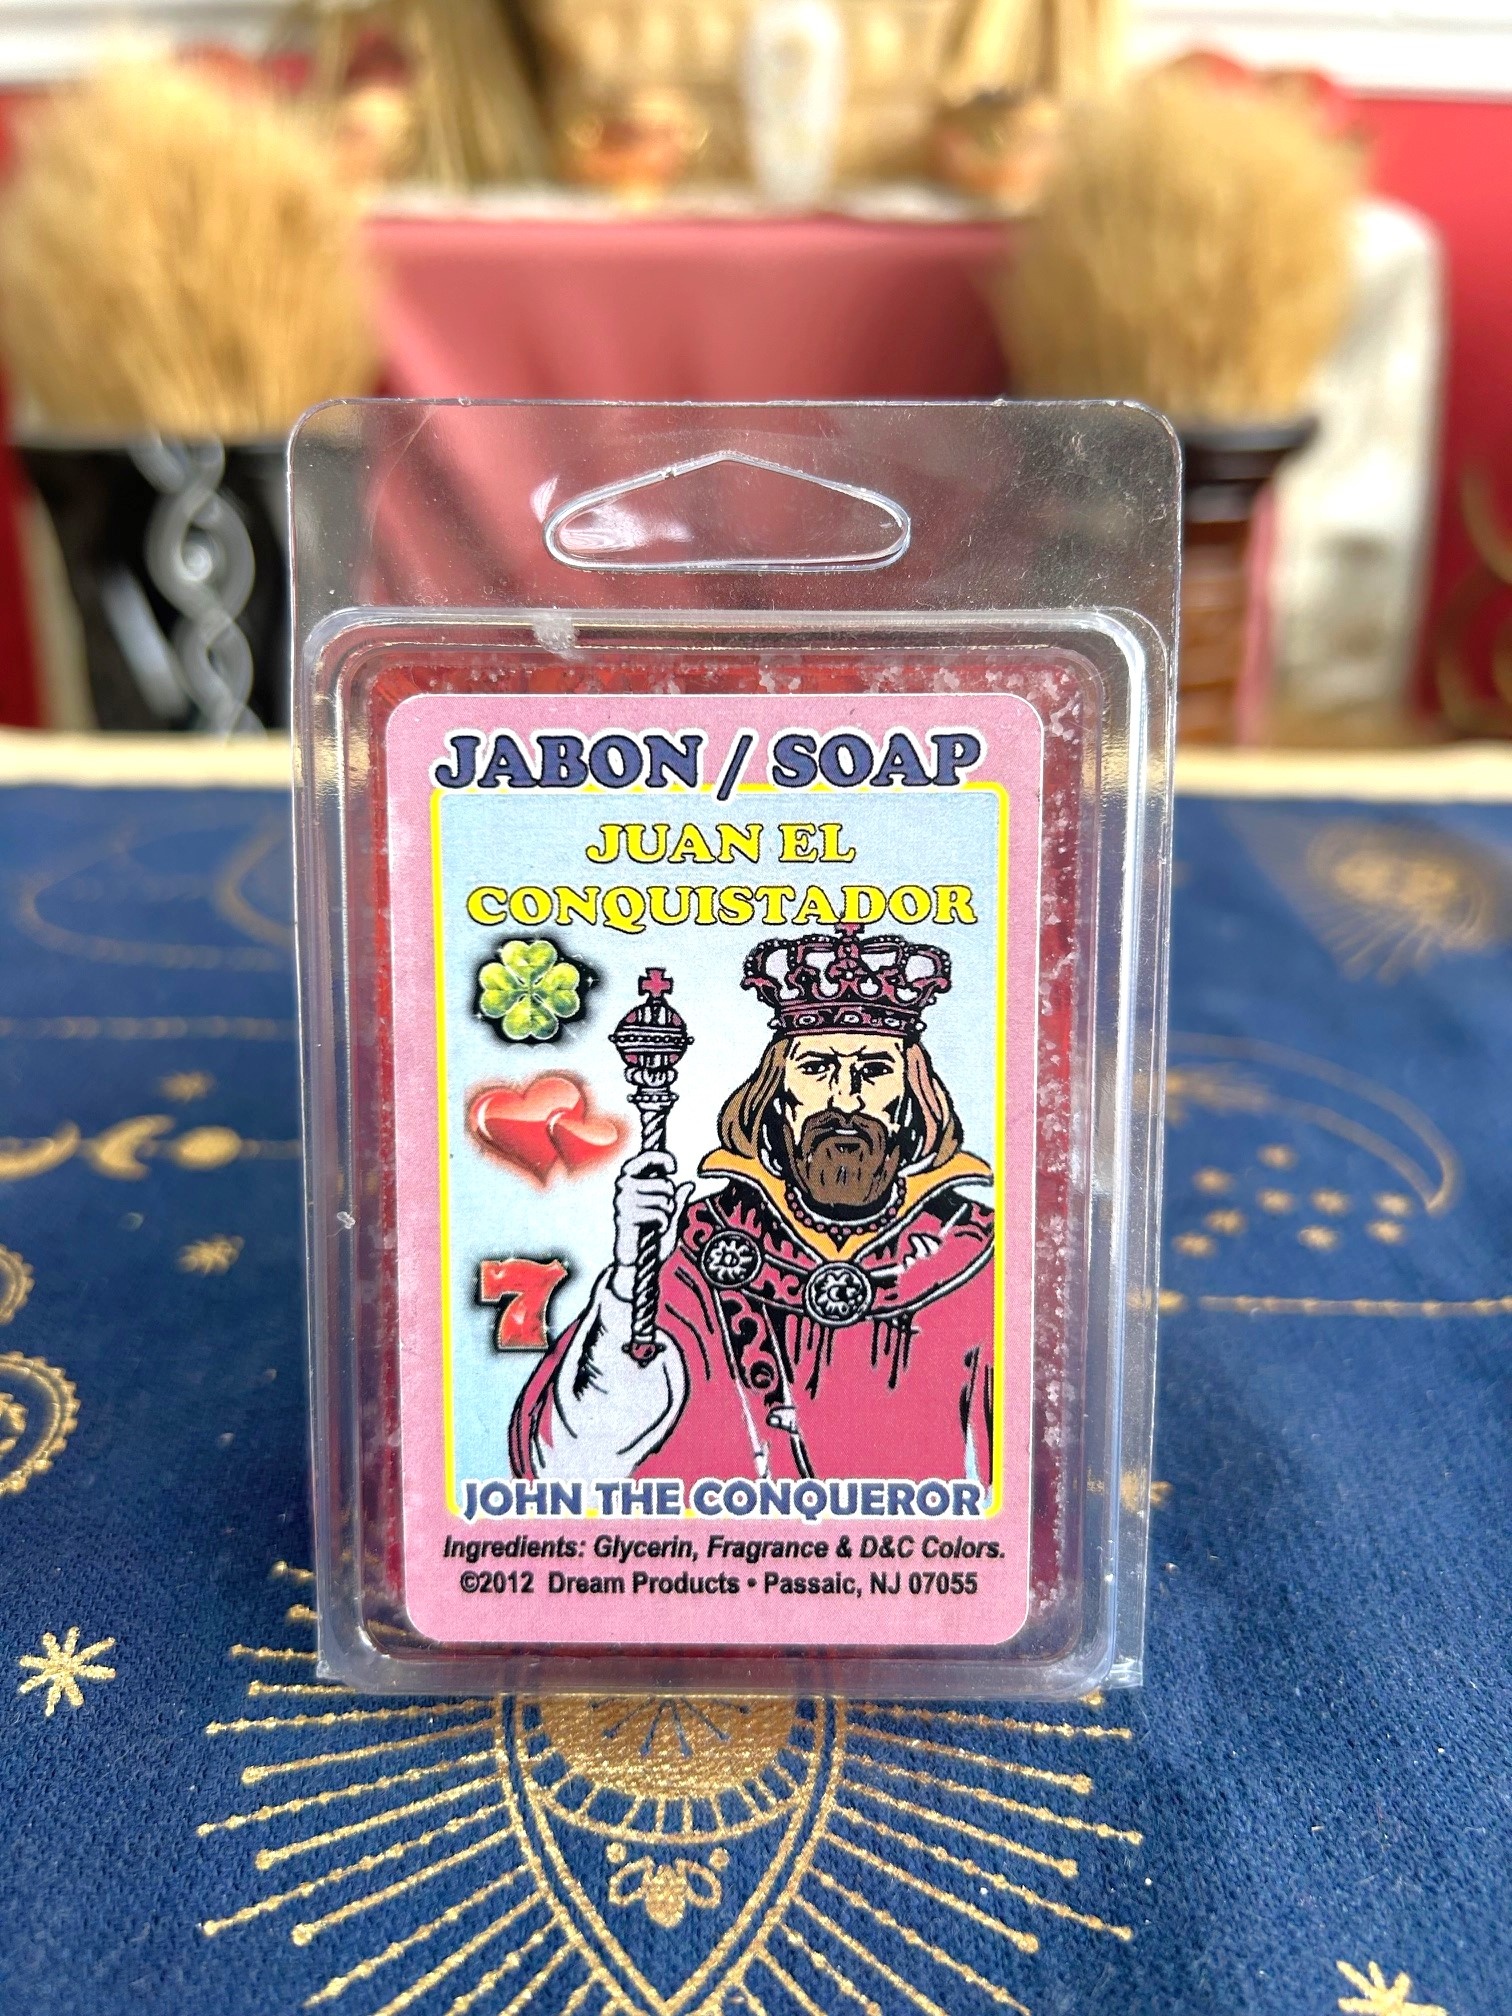 JABON / SOAP
JUAN EL
CONQUISTADOR
7
JOHN THE CONQUEROR
Ingredients: Glycerin, Fragrance & D&C Colors.
©2012 Dream Products • Passaic, NJ 07055